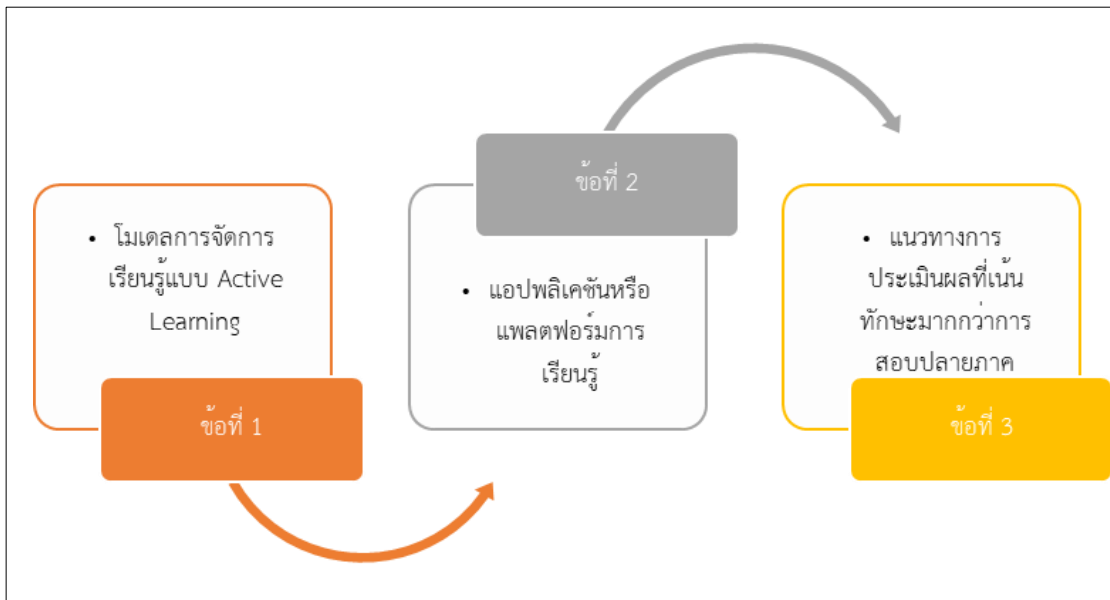 • โมเดลการจัดการ
เรียนรู้แบบ Active
Learning
ข้อที่ 1
ข้อที่ 2
• แอปพลิเคชันหรือ
แพลตฟอร์มการ
เรียนรู้
• แนวทางการ
ประเมินผลที่เน้น
ทักษะมากกว่าการ
สอบปลายภาค
ข้อที่ 3